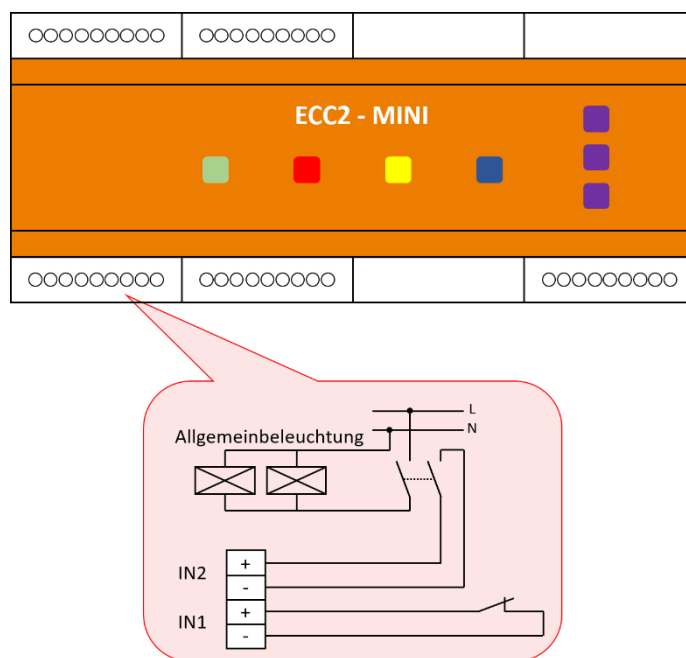 ECC2 - MINI
L
N
Allgemeinbeleuchtung
IN2
+
-
IN1
+
-